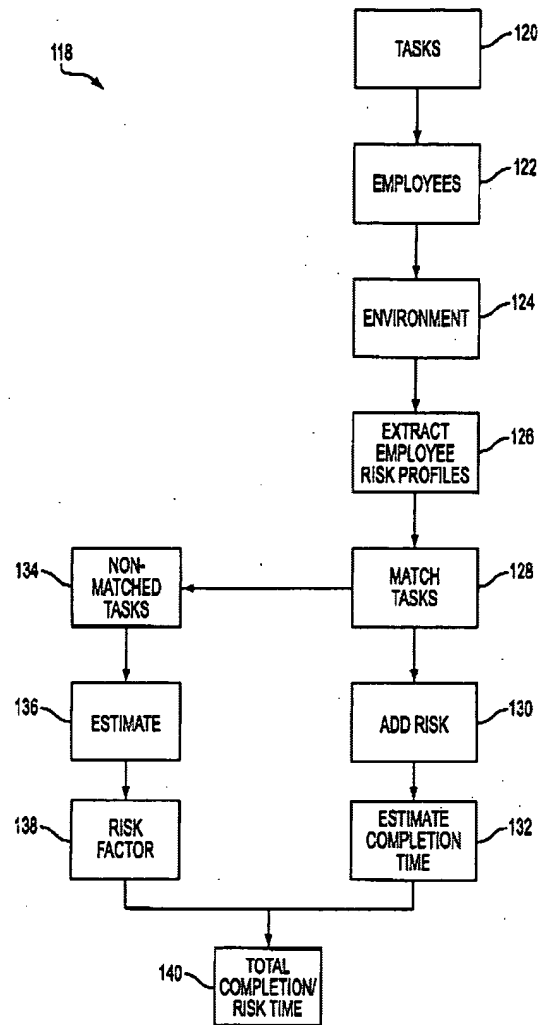 118
TASKS
120
EMPLOYEES
122
ENVIRONMENT
124
EXTRACT
EMPLOYEE
RISK PROFILES
126
134
NON-
MATCHED
TASKS
MATCH
TASKS
128
136
ESTIMATE
ADD RISK
130
138
RISK
FACTOR
ESTIMATE
COMPLETION
TIME
132
140
TOTAL
COMPLETION/
RISK TIME